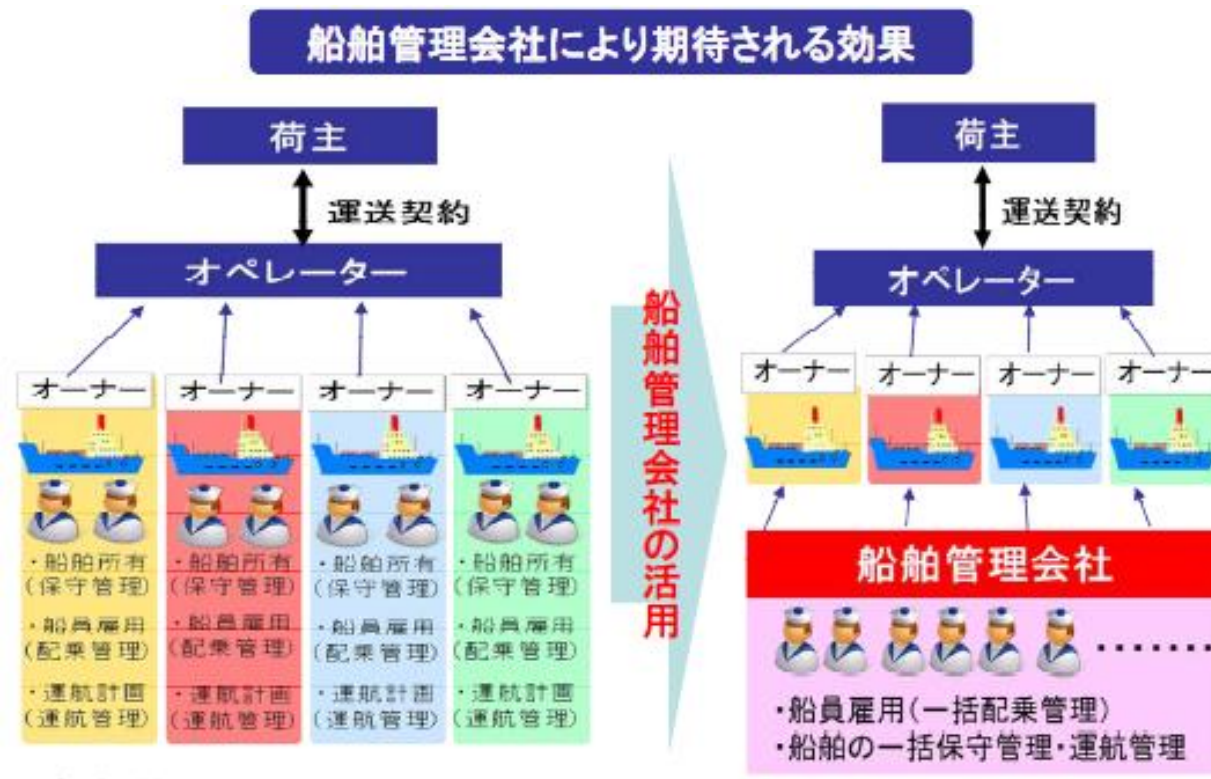 船舶管理会社により期待される効果
荷主
運送契約
オペレーター
オーナー
オーナー
オーナー
オーナー
・船舶所有
(保守管理)
・船員雇用
(配乗管理)
・運航計画
(運航管理)
・船舶所有
(保守管理)
・船員雇用
(配乗管理)
・運航計画
(運航管理)
・船舶所有
(保守管理)
・船員雇用
(配乗管理)
・運航計画
(運航管理)
・船舶所有
(保守管理)
・船員雇用
(配乗管理)
・運航計画
(運航管理)
船舶管理会社の活用
荷主
運送契約
オペレーター
オーナー
オーナー
オーナー
オーナー
船舶管理会社
・船員雇用(一括配乗管理)
・船舶の一括保守管理・運航管理